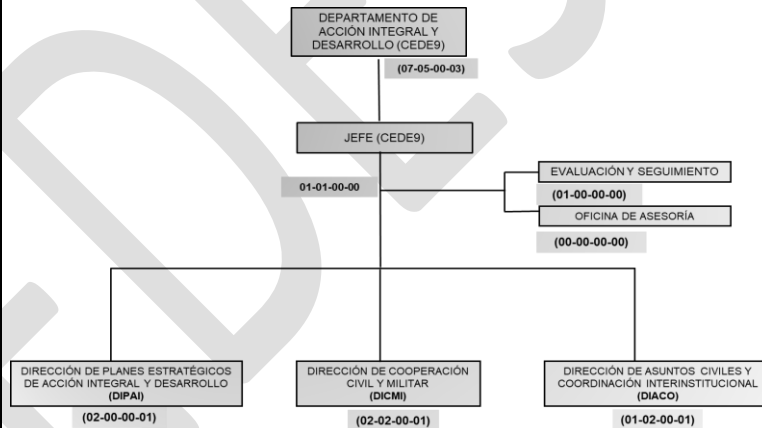 DEPARTAMENTO DE
ACCIÓN INTEGRAL Y
DESARROLLO (CEDE9)
(07-05-00-03)
JEFE (CEDE9)
01-01-00-00
EVALUACIÓN Y SEGUIMIENTO
(01-00-00-00)
OFICINA DE ASESORÍA
(00-00-00-00)
DIRECCIÓN DE PLANES ESTRATÉGICOS
DE ACCIÓN INTEGRAL Y DESARROLLO
(DIPAI)
(02-00-00-01)
DIRECCIÓN DE COOPERACIÓN
CIVIL Y MILITAR
(DICMI)
(02-02-00-01)
DIRECCIÓN DE ASUNTOS CIVILES Y
COORDINACIÓN INTERINSTITUCIONAL
(DIACO)
(01-02-00-01)